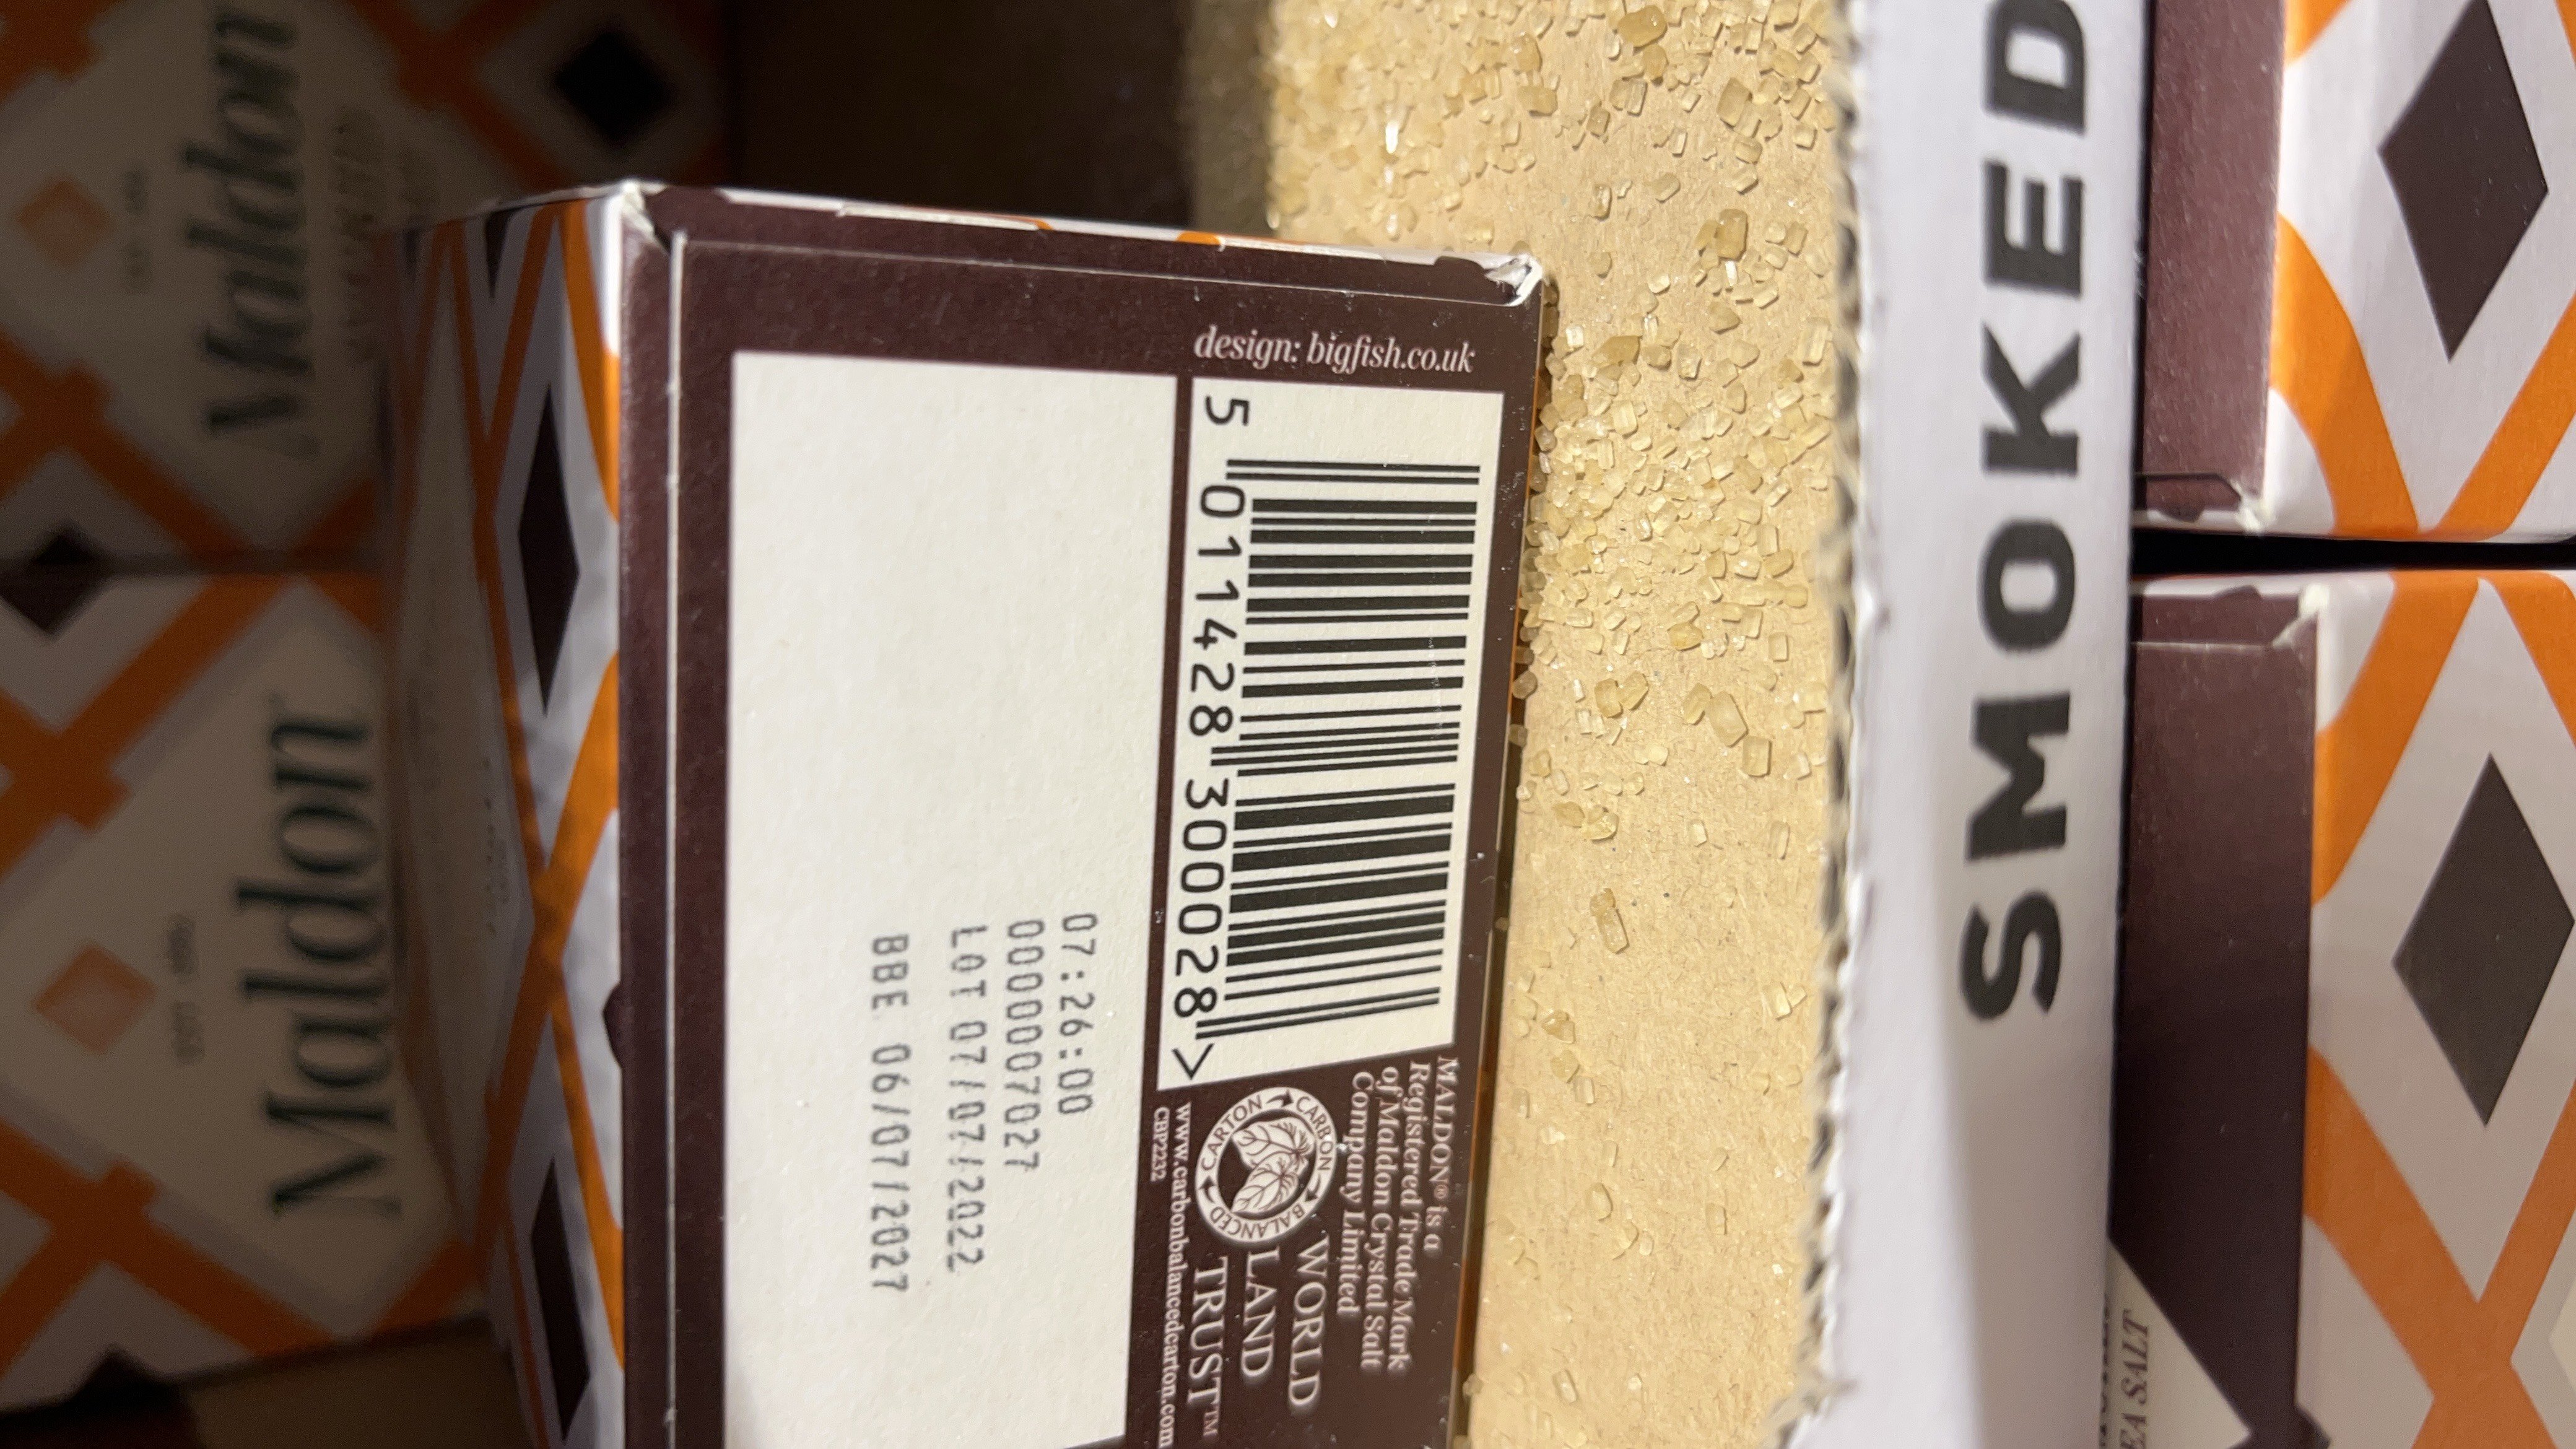 design: bigfish.co.uk
5 011428 300028 >
MALDON® is a
Registered Trade Mark
of Maldon Crystal Salt
Company Limited
CARBON BALANCED CARTON
WORLD
LAND
TRUST™
www.carbonbalancedcarton.com
CBP2232
07:26:00
0000007027
LOT 07/07/2022
BBE 06/07/2027
SMOKED
Maldon
Maldon
SEA SALT